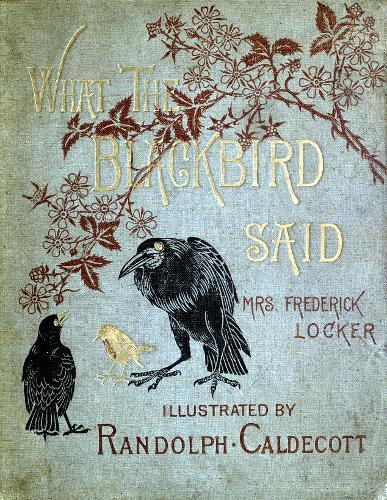 WHAT THE
BLACKBIRD
SAID
MRS. FREDERICK
LOCKER
ILLUSTRATED BY
RANDOLPH·CALDECOTT